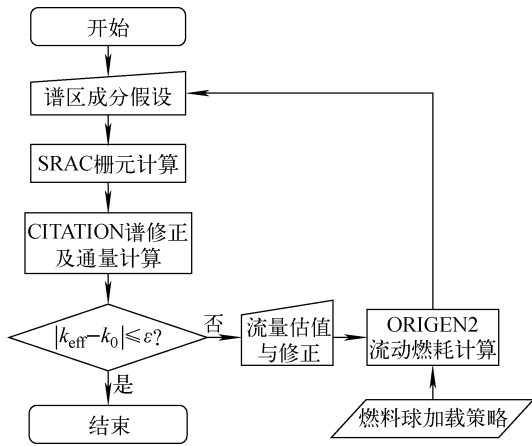 开始
谱区成分假设
SRAC栅元计算
CITATION谱修正
及通量计算
|k_eff−k_0|≤ε?
否
流量估值
与修正
ORIGEN2
流动燃耗计算
是
结束
燃料球加载策略